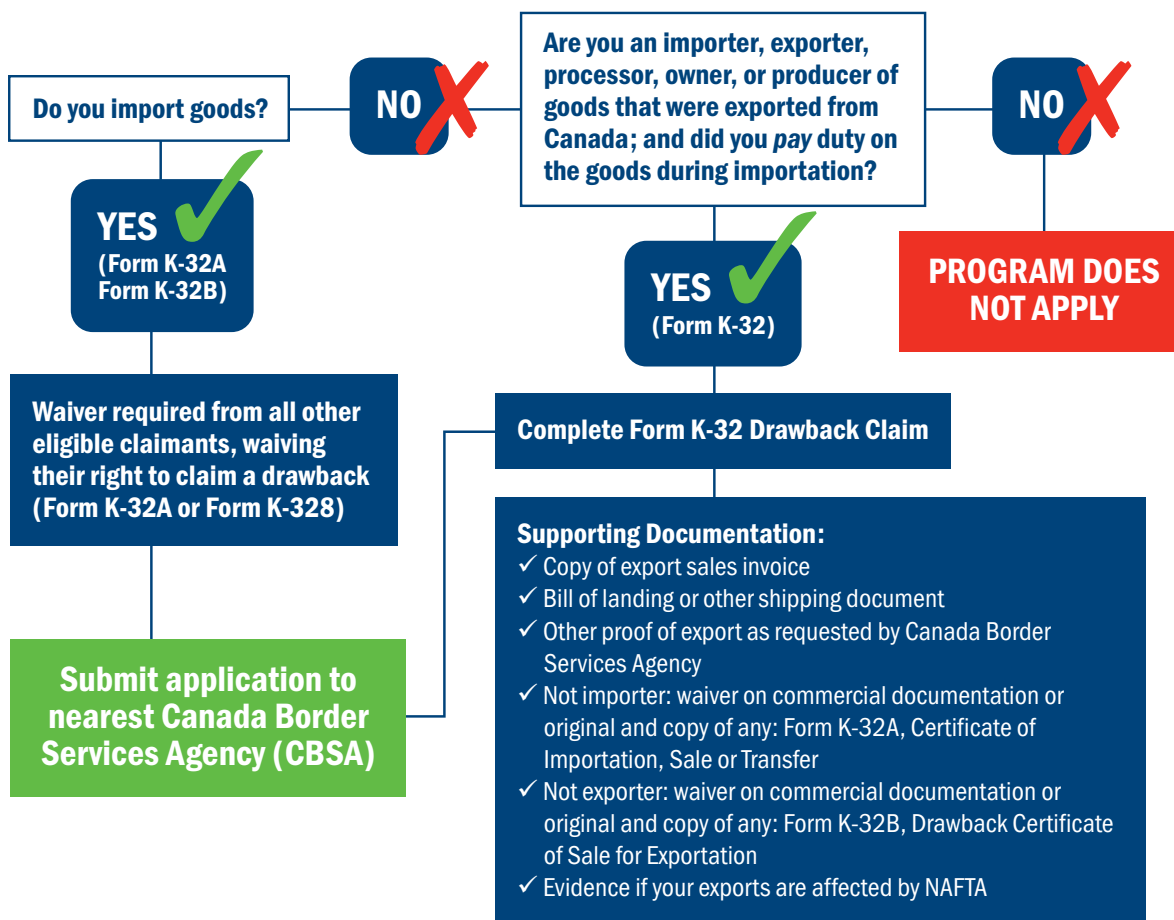 Do you import goods?
NO
Are you an importer, exporter,
processor, owner, or producer of
goods that were exported from
Canada; and did you pay duty on
the goods during importation?
NO
YES
(Form K-32A
Form K-32B)
YES
(Form K-32)
PROGRAM DOES
NOT APPLY
Waiver required from all other
eligible claimants, waiving
their right to claim a drawback
(Form K-32A or Form K-328)
Complete Form K-32 Drawback Claim
Submit application to
nearest Canada Border
Services Agency (CBSA)
Supporting Documentation:
✓ Copy of export sales invoice
✓ Bill of landing or other shipping document
✓ Other proof of export as requested by Canada Border
Services Agency
✓ Not importer: waiver on commercial documentation or
original and copy of any: Form K-32A, Certificate of
Importation, Sale or Transfer
✓ Not exporter: waiver on commercial documentation or
original and copy of any: Form K-32B, Drawback Certificate
of Sale for Exportation
✓ Evidence if your exports are affected by NAFTA